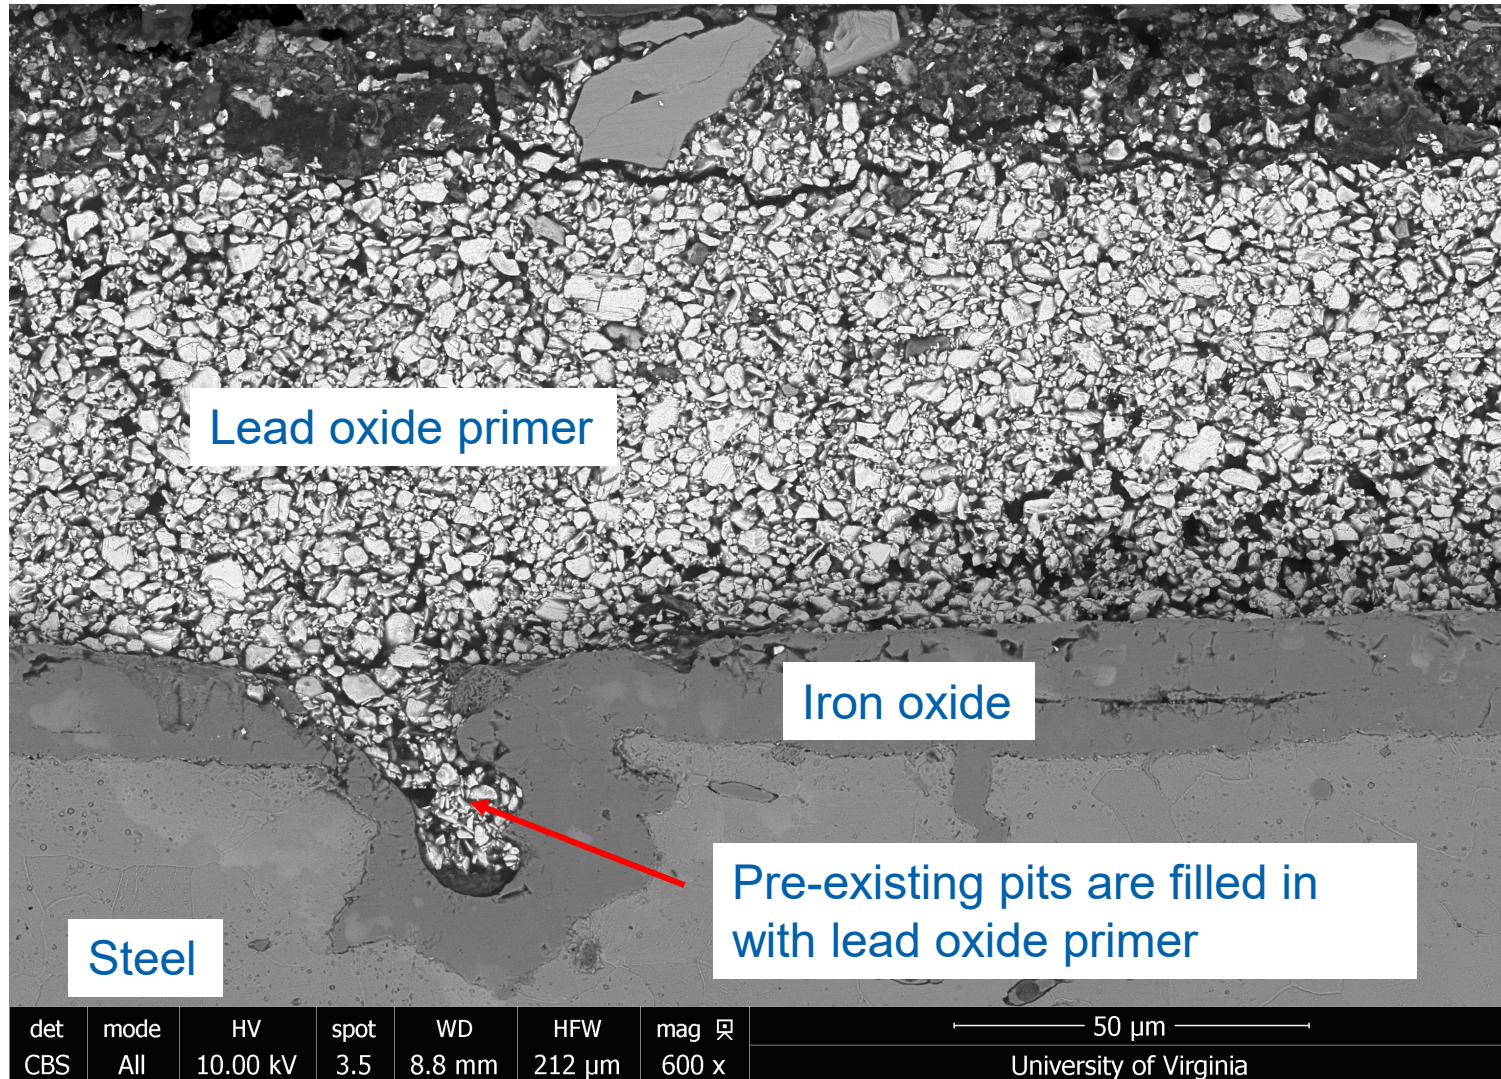 Lead oxide primer
Iron oxide
Pre-existing pits are filled in
with lead oxide primer
Steel
det mode HV spot WD HFW mag
CBS All 10.00 kV 3.5 8.8 mm 212 µm 600 x
50 µm
University of Virginia